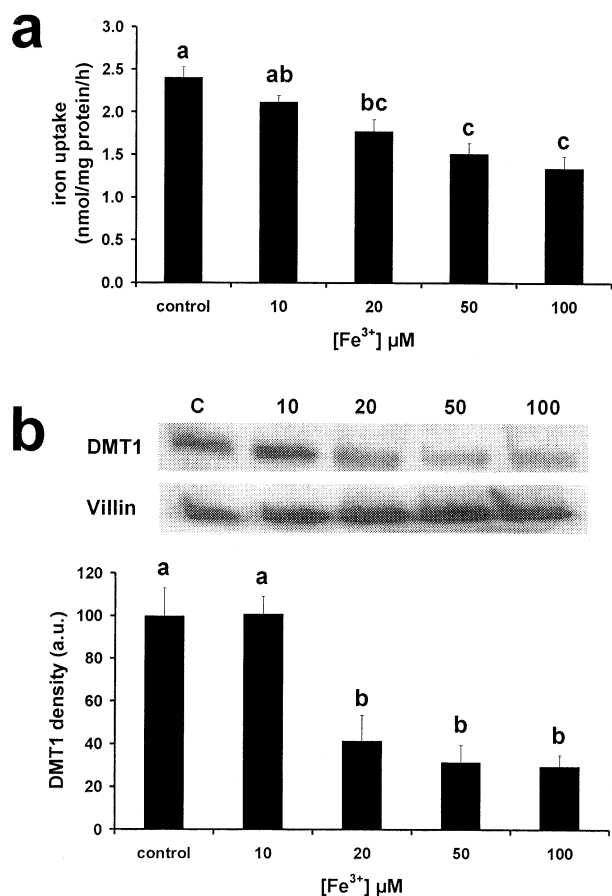 a
3.0
2.5
2.0
1.5
1.0
0.5
0.0
iron uptake
(nmol/mg protein/h)
a
ab
bc
c
c
control 10 20 50 100
[Fe³⁺] µM
b
C 10 20 50 100
DMT1
Villin
120
100
80
60
40
20
0
DMT1 density (a.u.)
a
a
b
b
b
control 10 20 50 100
[Fe³⁺] µM